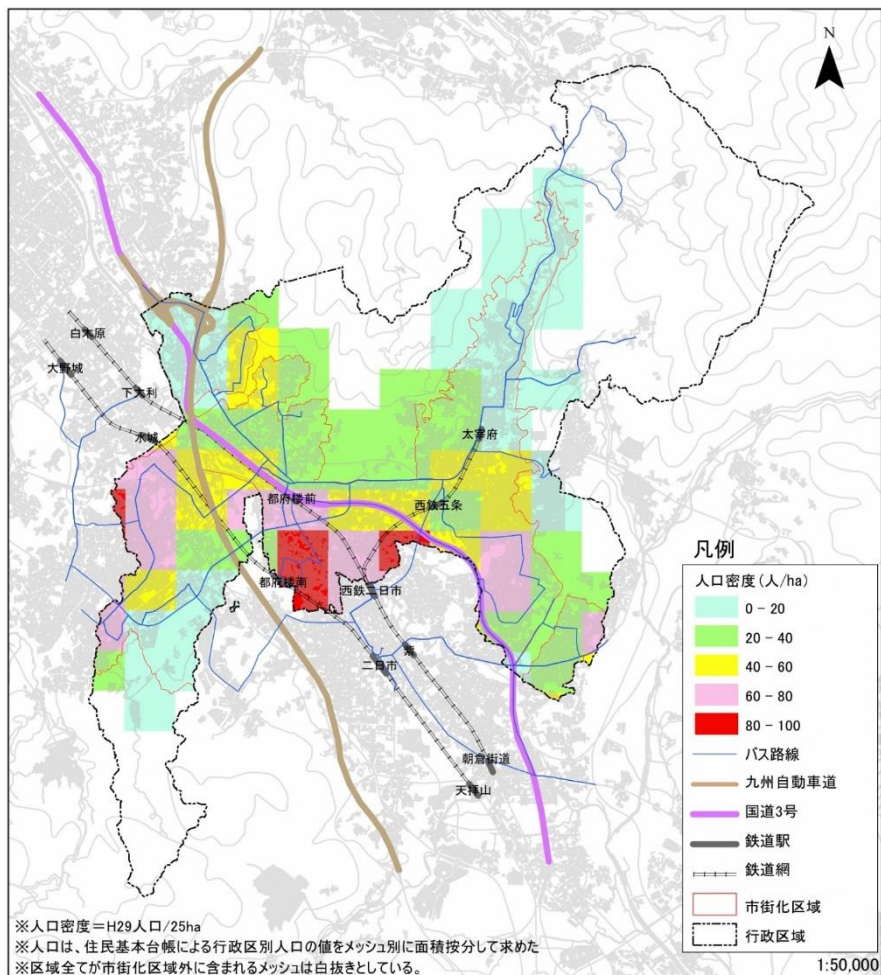 N
白木原
大野城
下大利
水城
太宰府
都府楼前
西鉄五条
都府楼南
西鉄二日市
紫
二日市
朝倉街道
天拝山
凡例
人口密度(人/ha)
0 - 20
20 - 40
40 - 60
60 - 80
80 - 100
バス路線
九州自動車道
国道3号
鉄道駅
鉄道網
市街化区域
行政区域
※人口密度=H29人口/25ha
※人口は、住民基本台帳による行政区別人口の値をメッシュ別に面積按分して求めた
※区域全てが市街化区域外に含まれるメッシュは白抜きとしている。
1:50,000